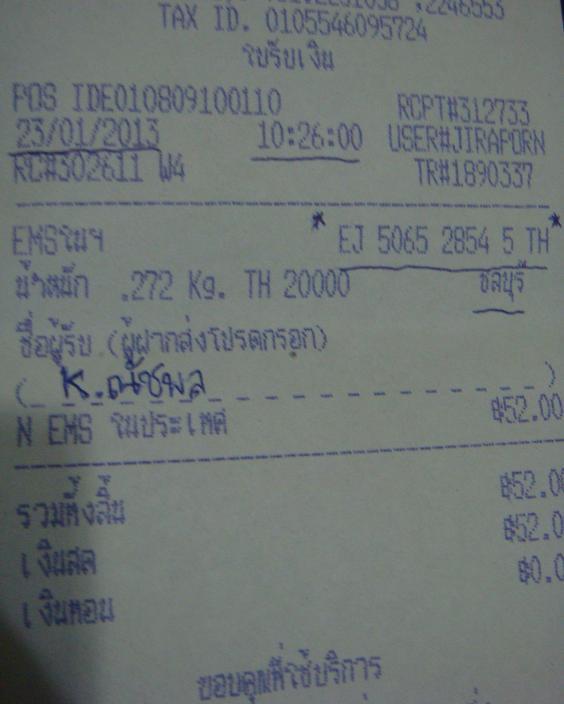 TAX ID. 0105546095724
ใบรับเงิน
POS IDE010809100110 RCPT#312733
23/01/2013 10:26:00 USER#JIRAPORN
RC#302611 W4 TR#1890337
EMSในฯ * EJ 5065 2854 5 TH *
น้ำหนัก .272 Kg. TH 20000 ชลบุรี
ชื่อผู้รับ (ผู้ฝากส่งโปรดกรอก)
( K.ณัชพล )
N EMS ในประเทศ ฿52.00
รวมทั้งสิ้น ฿52.0
เงินสด ฿52.0
เงินทอน ฿0.0
ขอบคุณที่ใช้บริการ